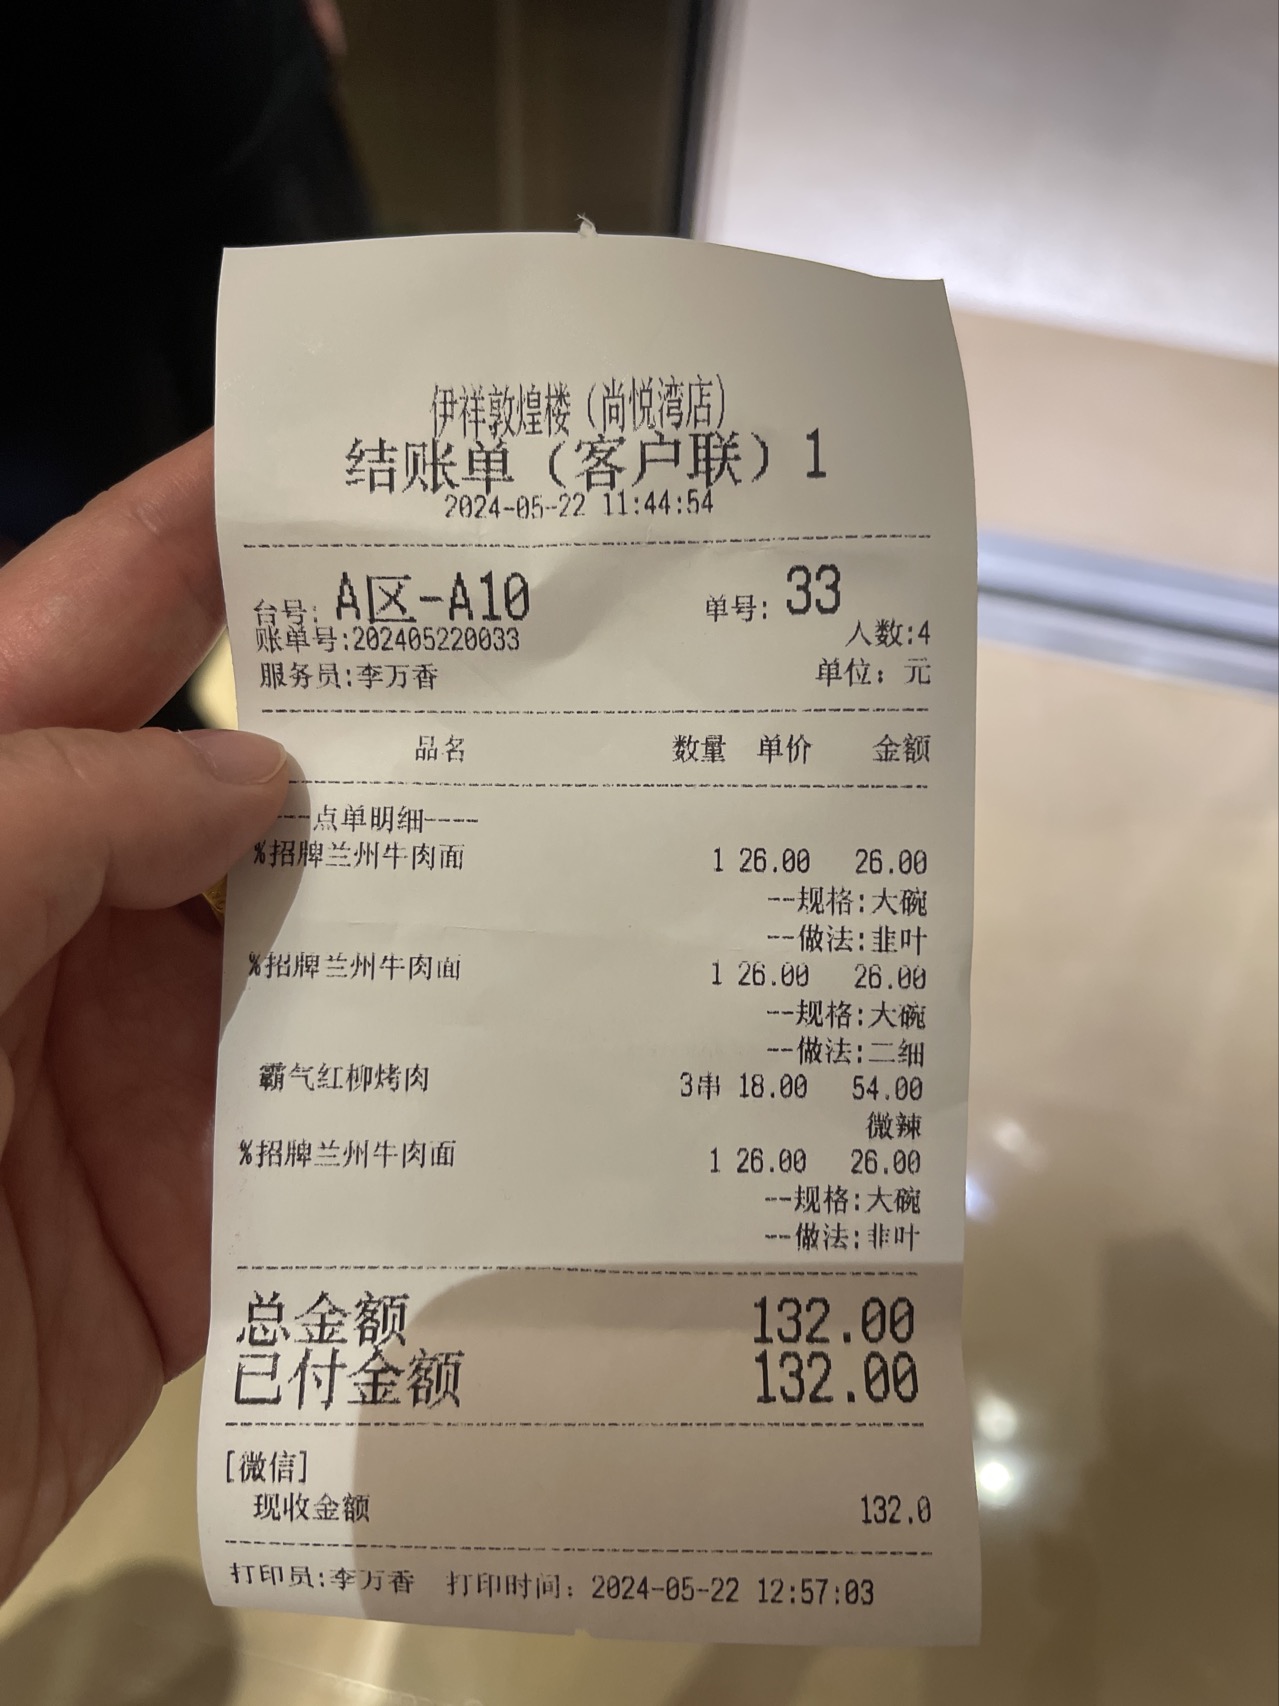 伊祥敦煌楼（尚悦湾店）
结账单（客户联）1
2024-05-22 11:44:54
台号: A区-A10 单号: 33
账单号:202405220033 人数:4
服务员:李万香 单位: 元
品名 数量 单价 金额
----点单明细----
%招牌兰州牛肉面 1 26.00 26.00
--规格:大碗
--做法:韭叶
%招牌兰州牛肉面 1 26.00 26.00
--规格:大碗
--做法:二细
霸气红柳烤肉 3串 18.00 54.00
微辣
%招牌兰州牛肉面 1 26.00 26.00
--规格:大碗
--做法:韭叶
总金额 132.00
已付金额 132.00
[微信]
现收金额 132.0
打印员:李万香 打印时间: 2024-05-22 12:57:03